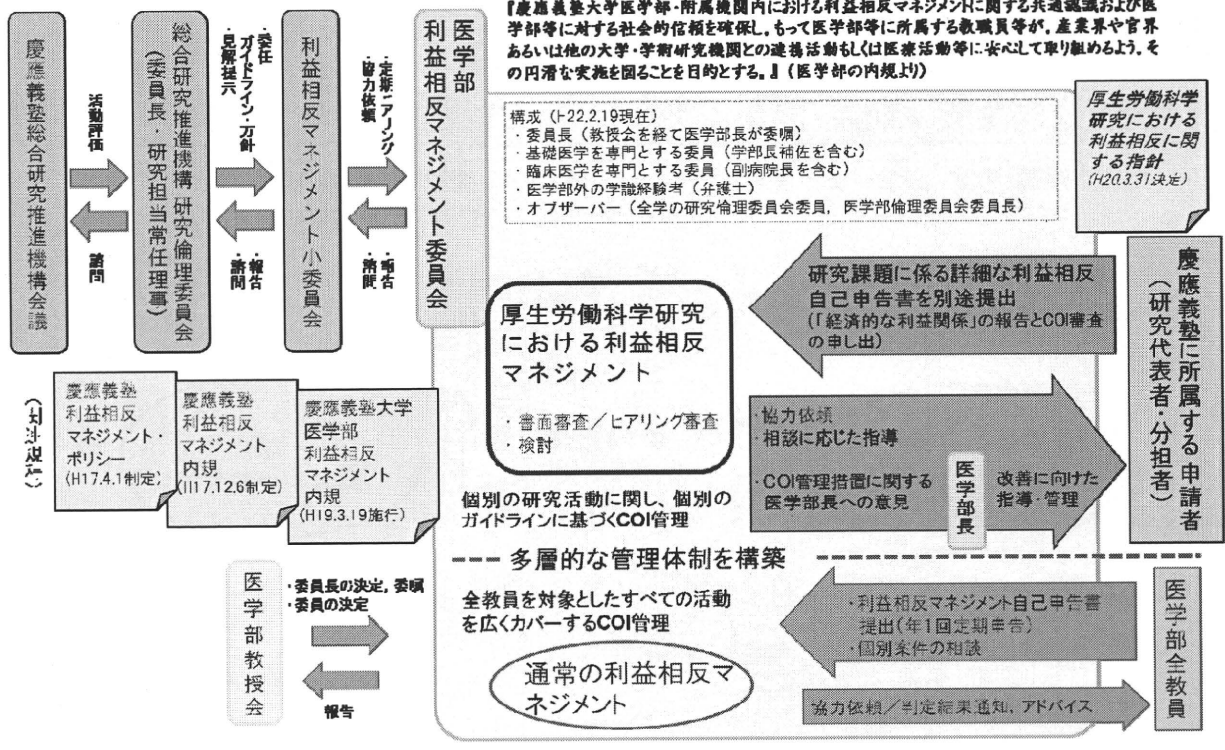 『慶應義塾大学医学部・附属機関内における利益相反マネジメントに関する共通認識および医
学部等に対する社会的信頼を確保し、もって医学部等に所属する教職員等が、産業界や官界
あるいは他の大学・学術研究機関との連携活動もしくは医療活動等に安心して取り組めるよう、そ
の円滑な実施を図ることを目的とする。』（医学部の内規より）
慶應義塾総合研究推進機構会議
活動評価
諮問
総合研究推進機構 研究倫理委員会
（委員長・研究担当常任理事）
・委任
・ガイドライン・方針
・見解提示
・報告
・諮問
利益相反マネジメント小委員会
・定期ヒアリング
・協力依頼
・報告
・諮問
医学部
利益相反マネジメント委員会
構成（H22.2.19現在）
・委員長（教授会を経て医学部長が委嘱）
・基礎医学を専門とする委員（学部長補佐を含む）
・臨床医学を専門とする委員（副病院長を含む）
・医学部外の学識経験者（弁護士）
・オブザーバー（全学の研究倫理委員会委員，医学部倫理委員会委員長）
厚生労働科学
研究における
利益相反に関
する指針
(H20.3.31決定)
厚生労働科学研究
における利益相反
マネジメント
・書面審査／ヒアリング審査
・検討
研究課題に係る詳細な利益相反
自己申告書を別途提出
(「経済的な利益関係」の報告とCOI審査
の申し出)
慶應義塾に所属する申請者
（研究代表者・分担者）
・協力依頼
・相談に応じた指導
・COI管理措置に関する
医学部長への意見
医学部長
改善に向けた
指導・管理
慶應義塾
利益相反
マネジメント・
ポリシー
(H17.4.1制定)
慶應義塾
利益相反
マネジメント
内規
(H17.12.6制定)
慶應義塾大学
医学部
利益相反
マネジメント
内規
(H19.3.19施行)
個別の研究活動に関し、個別の
ガイドラインに基づくCOI管理
多層的な管理体制を構築
全教員を対象としたすべての活動
を広くカバーするCOI管理
通常の利益相反マ
ネジメント
医学部教授会
・委員長の決定，委嘱
・委員の決定
報告
・利益相反マネジメント自己申告書
提出(年1回定期申告)
・個別案件の相談
協力依頼／判定結果通知、アドバイス
医学部全教員